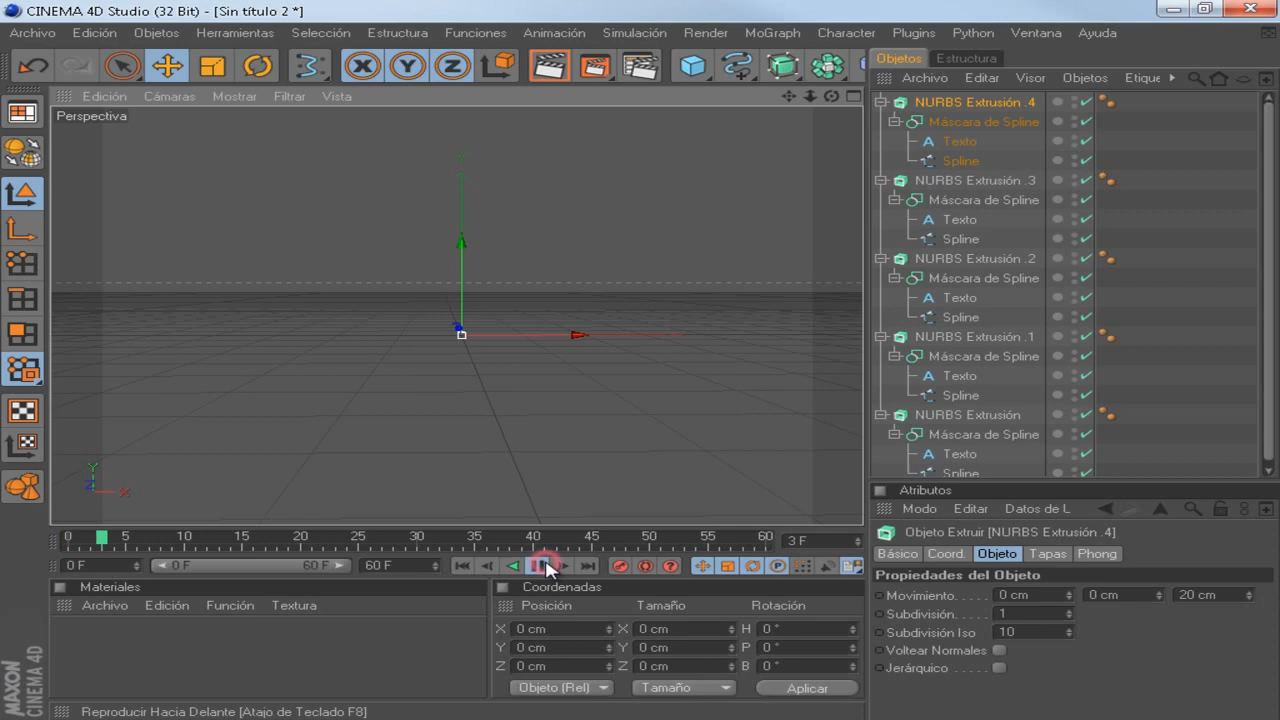 CINEMA 4D Studio (32 Bit) - [Sin título 2 *]
Archivo Edición Objetos Herramientas Selección Estructura Funciones Animación Simulación Render MoGraph Character Plugins Python Ventana Ayuda
Objetos Estructura
Archivo Editar Visor Objetos Etique
Edición Cámaras Mostrar Filtrar Vista
Perspectiva
NURBS Extrusión .4
Máscara de Spline
Texto
Spline
NURBS Extrusión .3
Máscara de Spline
Texto
Spline
NURBS Extrusión .2
Máscara de Spline
Texto
Spline
NURBS Extrusión .1
Máscara de Spline
Texto
Spline
NURBS Extrusión
Máscara de Spline
Texto
Spline
Y
Z X
0 5 10 15 20 25 30 35 40 45 50 55 60 3 F
0 F 0 F 60 F 60 F
Materiales
Archivo Edición Función Textura
Coordenadas
Posición Tamaño Rotación
X 0 cm X 0 cm H 0 °
Y 0 cm Y 0 cm P 0 °
Z 0 cm Z 0 cm B 0 °
Objeto (Rel) Tamaño Aplicar
Atributos
Modo Editar Datos de L
Objeto Extruir [NURBS Extrusión .4]
Básico Coord. Objeto Tapas Phong
Propiedades del Objeto
Movimiento. . . . . 0 cm 0 cm 20 cm
Subdivisión. . . . . 1
Subdivisión Iso 10
Voltear Normales
Jerárquico
MAXON
CINEMA 4D
Reproducir Hacia Delante [Atajo de Teclado F8]